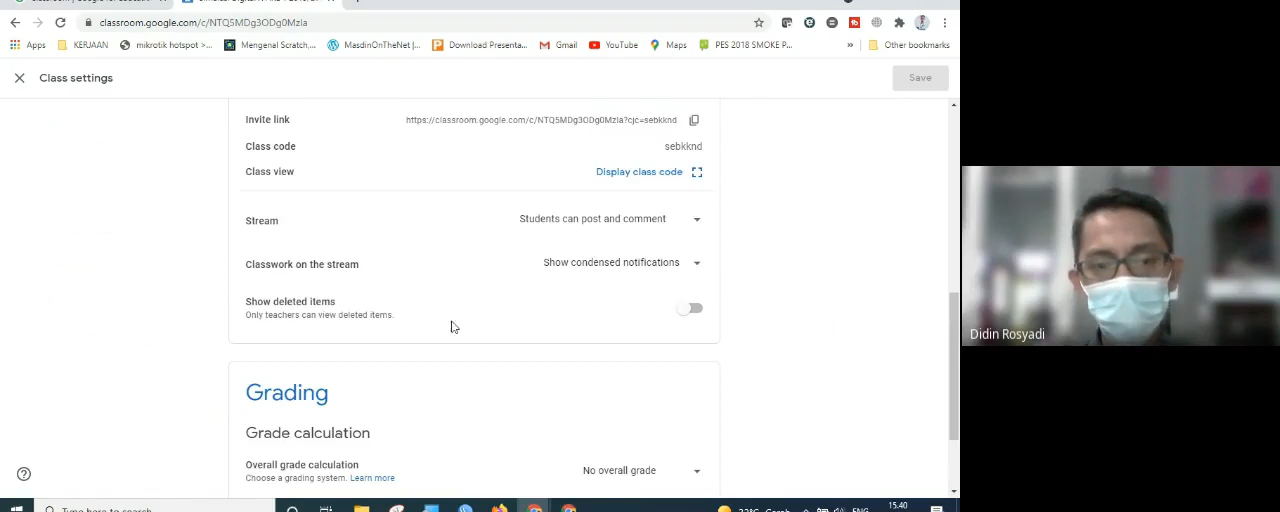 classroom.google.com/c/NTQ5MDg3ODg0MzIa
Apps KERJAAN mikrotik hotspot >... Mengenal Scratch,... MasdinOnTheNet |... Download Presenta... Gmail YouTube Maps PES 2018 SMOKE P... » Other bookmarks
Class settings Save
Invite link https://classroom.google.com/c/NTQ5MDg3ODg0MzIa?cjc=sebkknd
Class code sebkknd
Class view Display class code
Stream Students can post and comment
Classwork on the stream Show condensed notifications
Show deleted items
Only teachers can view deleted items.
Didin Rosyadi
Grading
Grade calculation
Overall grade calculation No overall grade
Choose a grading system. Learn more
Type here to search ENG 15.40